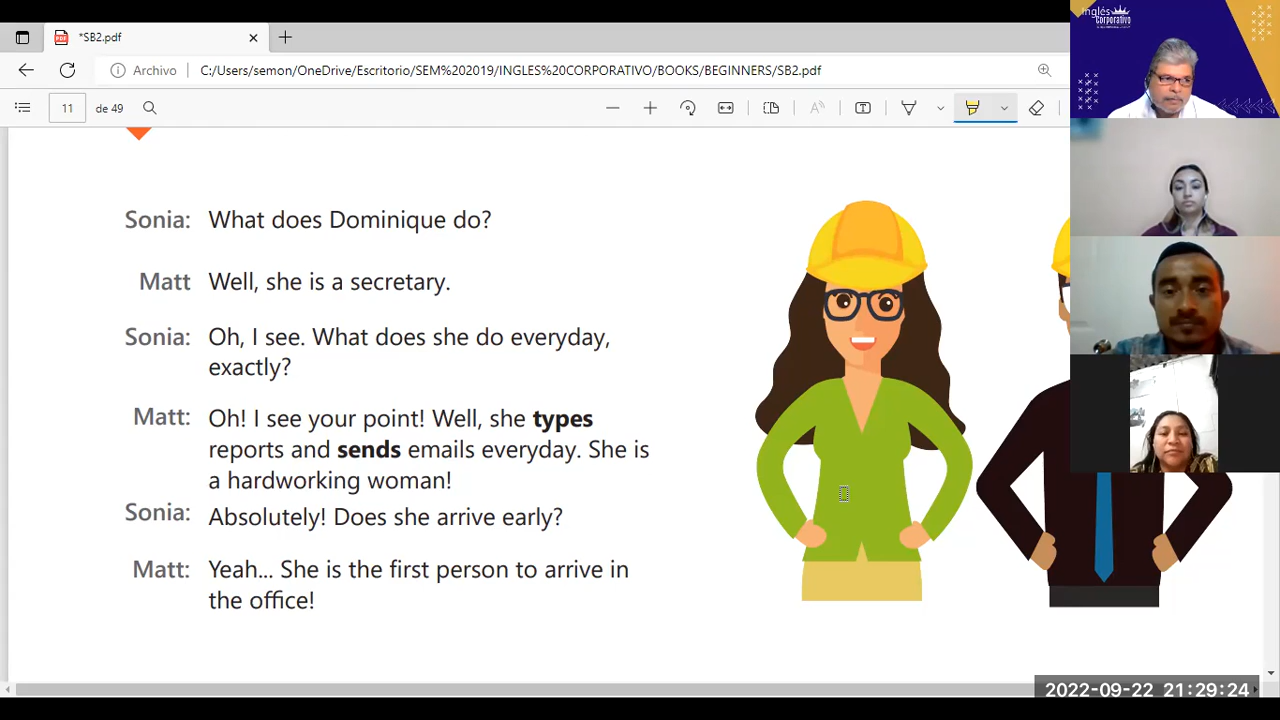 *SB2.pdf
PDF
Archivo
C:/Users/semon/OneDrive/Escritorio/SEM%202019/INGLES%20CORPORATIVO/BOOKS/BEGINNERS/SB2.pdf
11 de 49
Inglés
Corporativo
Sonia: What does Dominique do?
Matt Well, she is a secretary.
Sonia: Oh, I see. What does she do everyday,
exactly?
Matt: Oh! I see your point! Well, she types
reports and sends emails everyday. She is
a hardworking woman!
Sonia: Absolutely! Does she arrive early?
Matt: Yeah... She is the first person to arrive in
the office!
2022-09-22 21:29:24